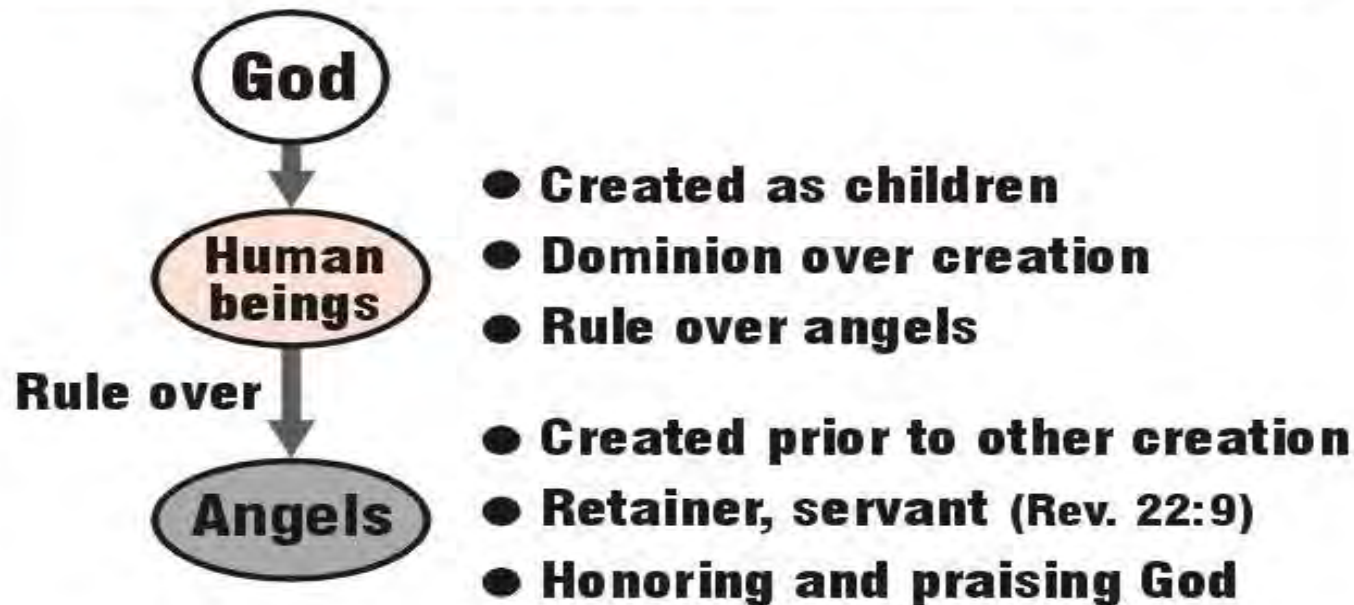 God
Human
beings
● Created as children
● Dominion over creation
● Rule over angels
Rule over
Angels
● Created prior to other creation
● Retainer, servant (Rev. 22:9)
● Honoring and praising God